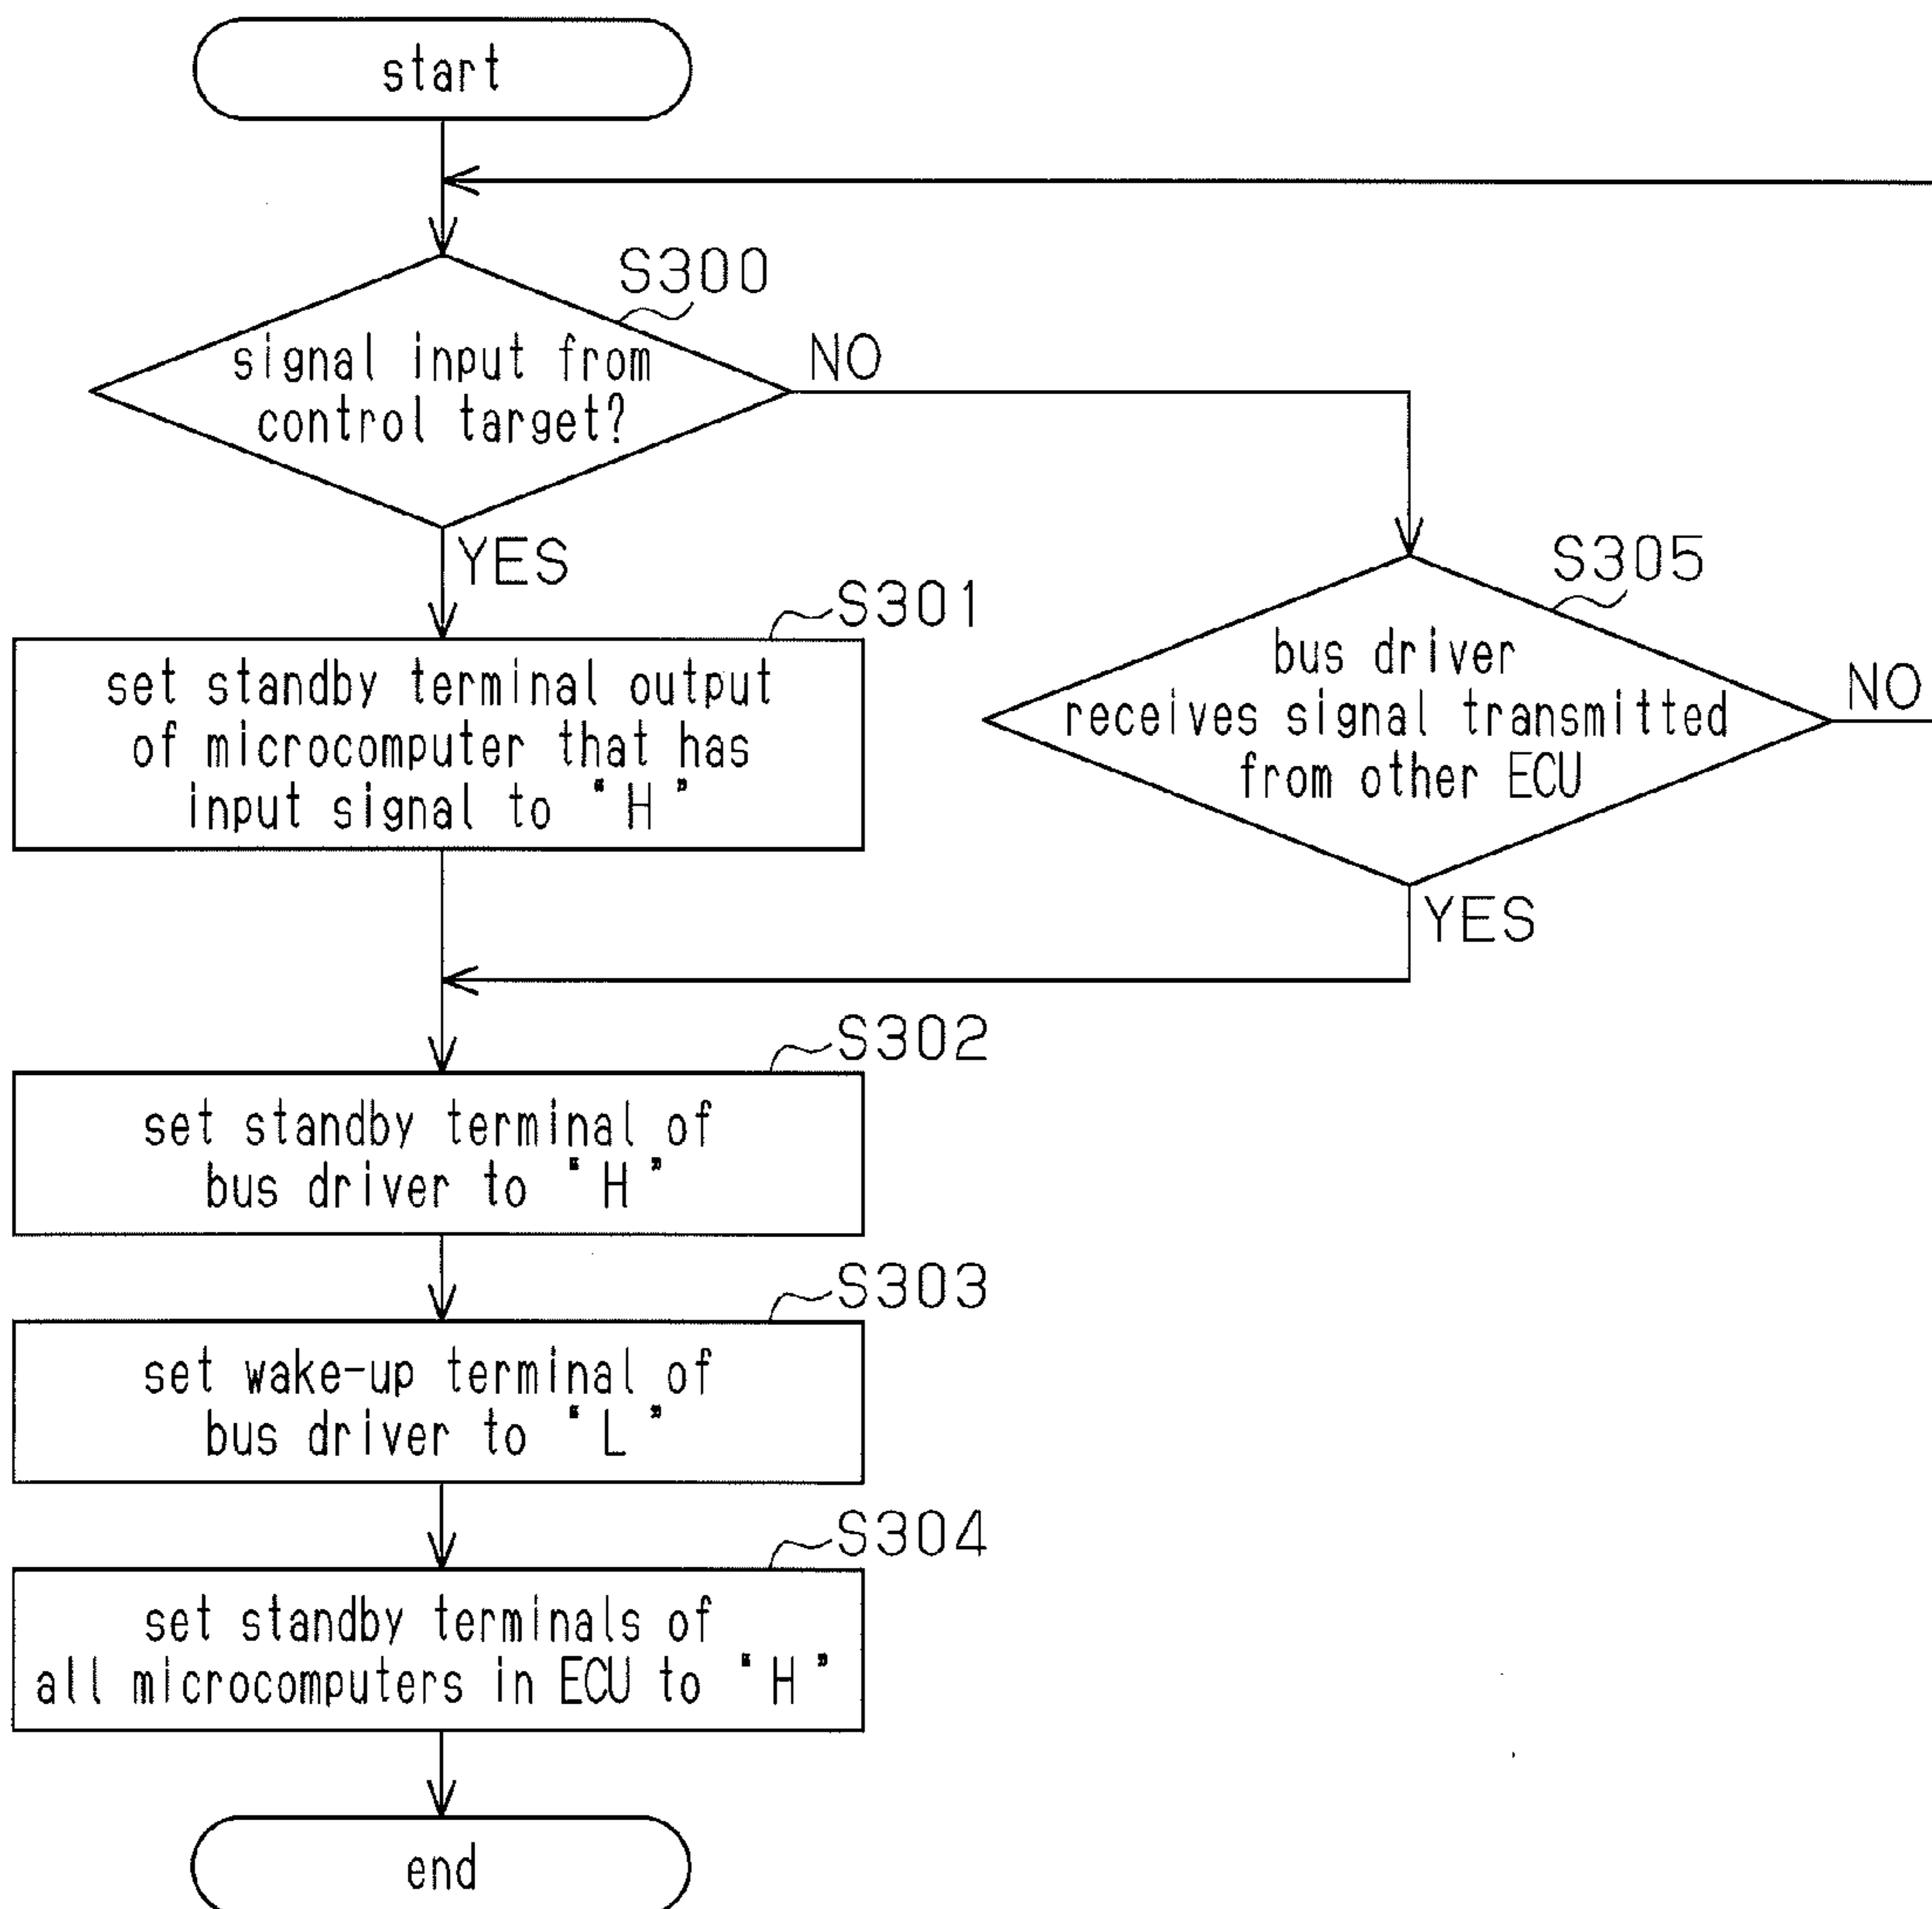 start
S300
signal input from
control target?
NO
YES
S301
set standby terminal output
of microcomputer that has
input signal to "H"
S305
bus driver
receives signal transmitted
from other ECU
NO
YES
S302
set standby terminal of
bus driver to "H"
S303
set wake-up terminal of
bus driver to "L"
S304
set standby terminals of
all microcomputers in ECU to "H"
end